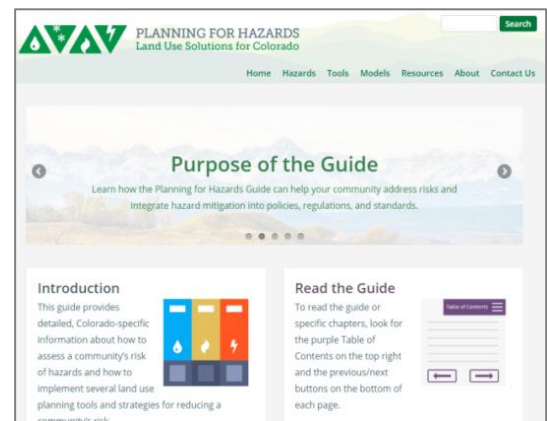 PLANNING FOR HAZARDS
Land Use Solutions for Colorado
Search
Home Hazards Tools Models Resources About Contact Us
Purpose of the Guide
Learn how the Planning for Hazards Guide can help your community address risks and
integrate hazard mitigation into policies, regulations, and standards.
Introduction
This guide provides
detailed, Colorado-specific
information about how to
assess a community's risk
of hazards and how to
implement several land use
planning tools and strategies for reducing a
community's risk
Read the Guide
To read the guide or
specific chapters, look for
the purple Table of
Contents on the top right
and the previous/next
buttons on the bottom of
each page.
Table of Contents